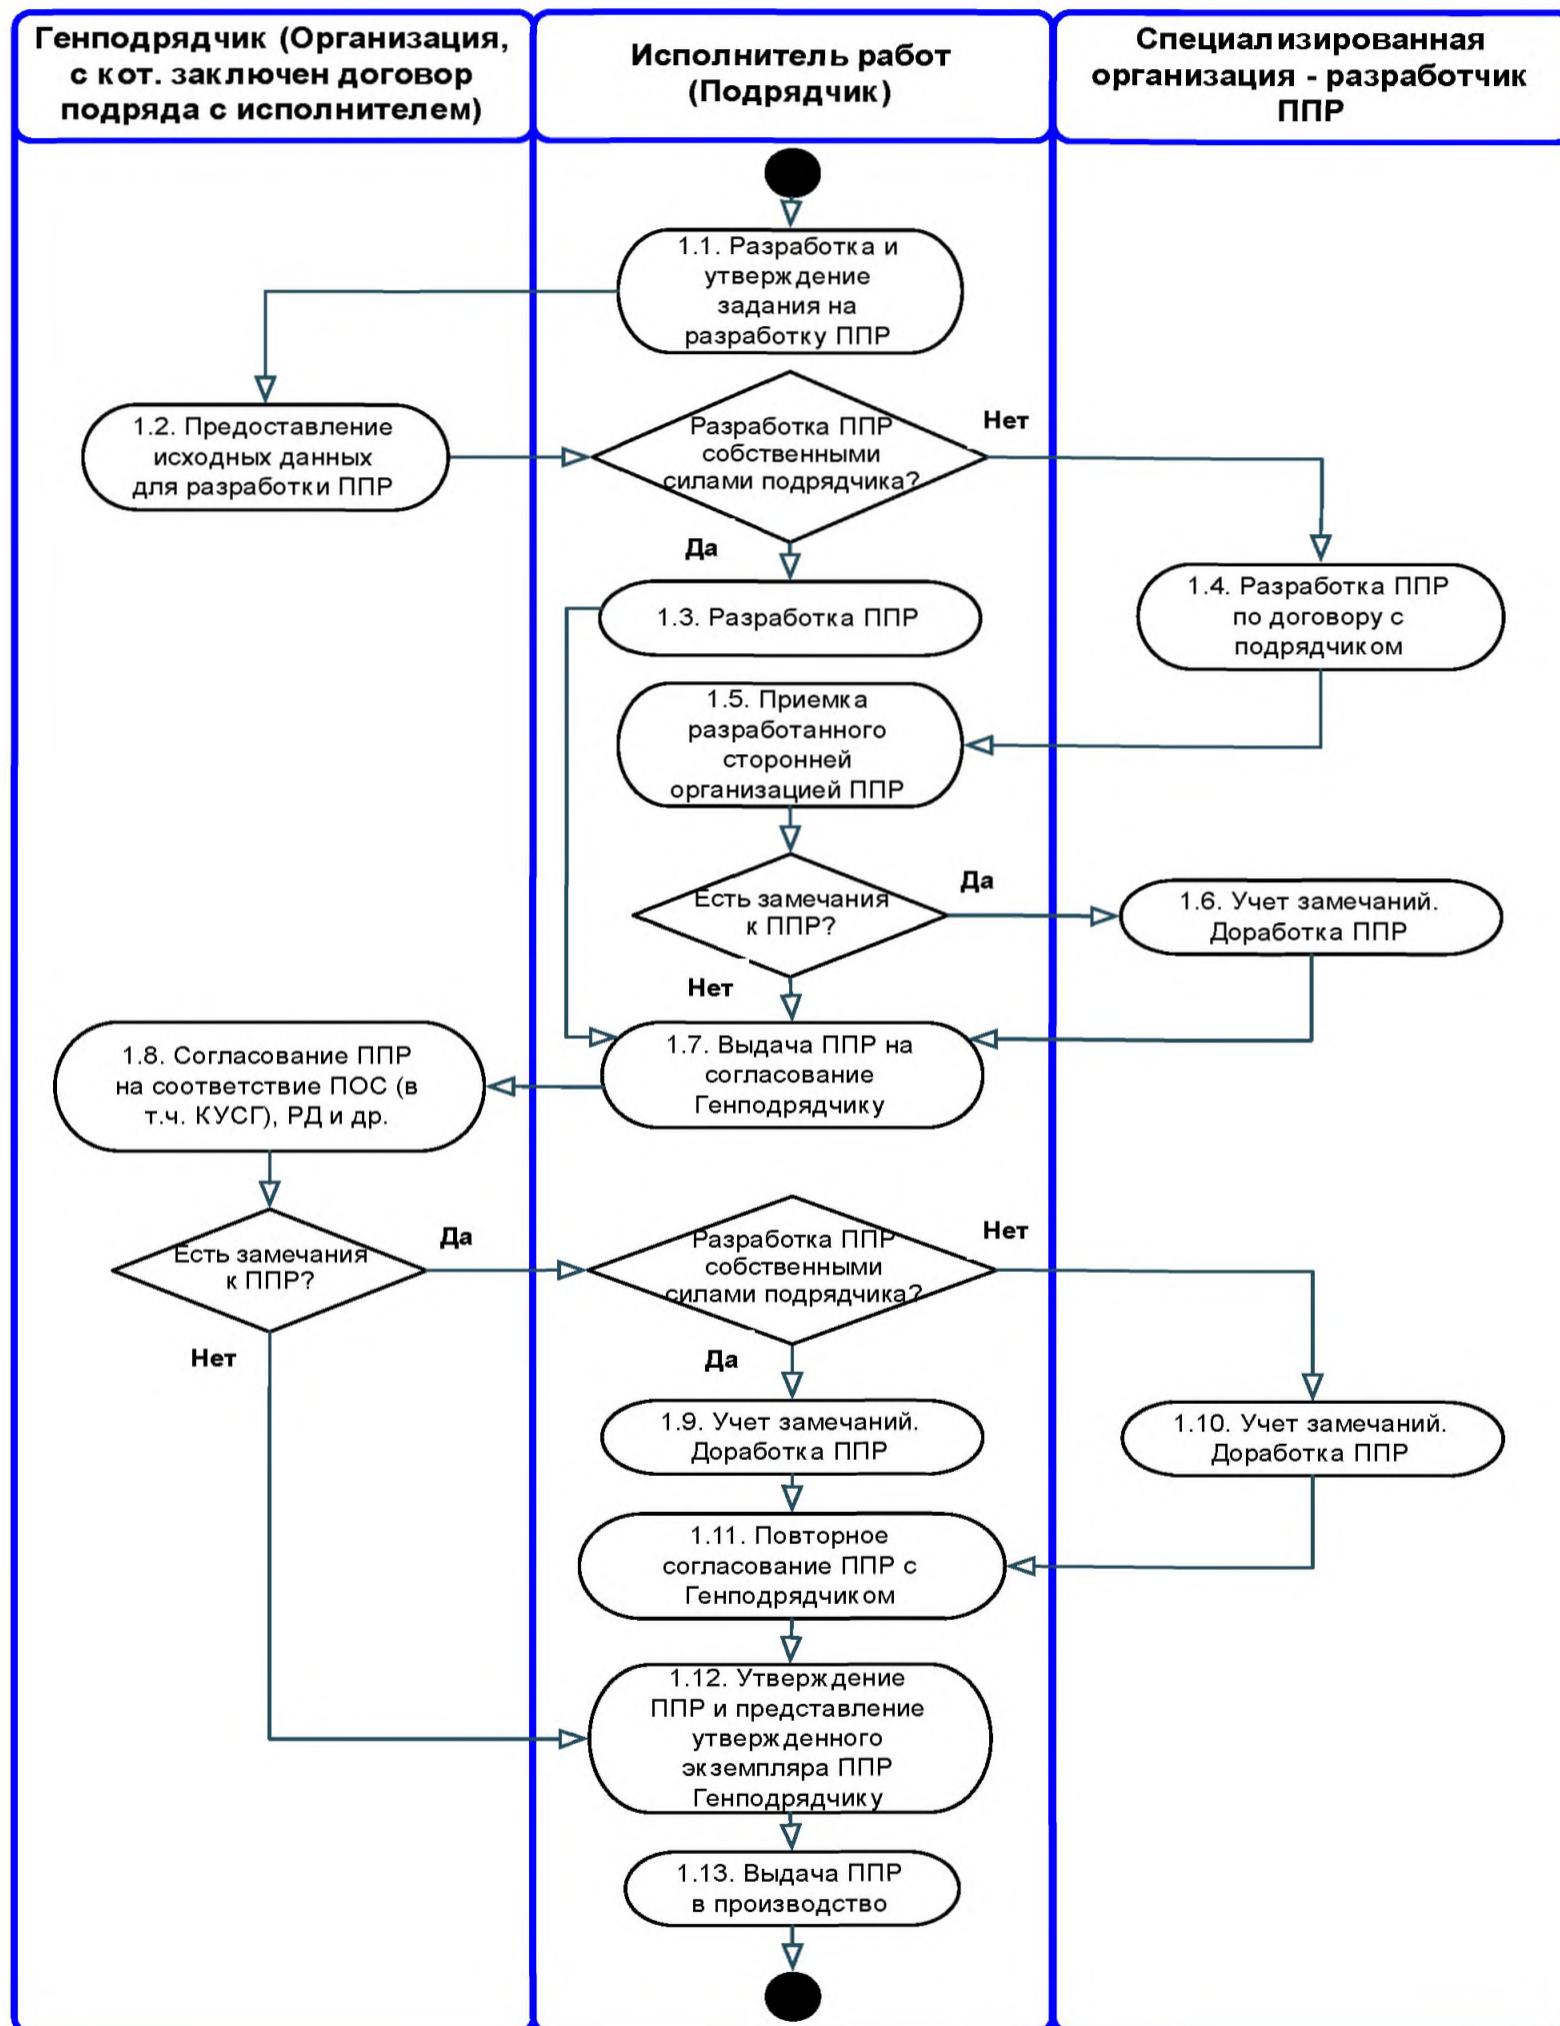 Генподрядчик (Организация,
с кот. заключен договор
подряда с исполнителем)
Исполнитель работ
(Подрядчик)
Специализированная
организация - разработчик
ППР
1.1. Разработка и
утверждение
задания на
разработку ППР
1.2. Предоставление
исходных данных
для разработки ППР
Разработка ППР
собственными
силами подрядчика?
Нет
Да
1.3. Разработка ППР
1.4. Разработка ППР
по договору с
подрядчиком
1.5. Приемка
разработанного
сторонней
организацией ППР
Есть замечания
к ППР?
Да
1.6. Учет замечаний.
Доработка ППР
Нет
1.7. Выдача ППР на
согласование
Генподрядчику
1.8. Согласование ППР
на соответствие ПОС (в
т.ч. КУСГ), РД и др.
Есть замечания
к ППР?
Да
Нет
Разработка ППР
собственными
силами подрядчика?
Нет
Да
1.9. Учет замечаний.
Доработка ППР
1.10. Учет замечаний.
Доработка ППР
1.11. Повторное
согласование ППР с
Генподрядчиком
1.12. Утверждение
ППР и представление
утвержденного
экземпляра ППР
Генподрядчику
1.13. Выдача ППР
в производство